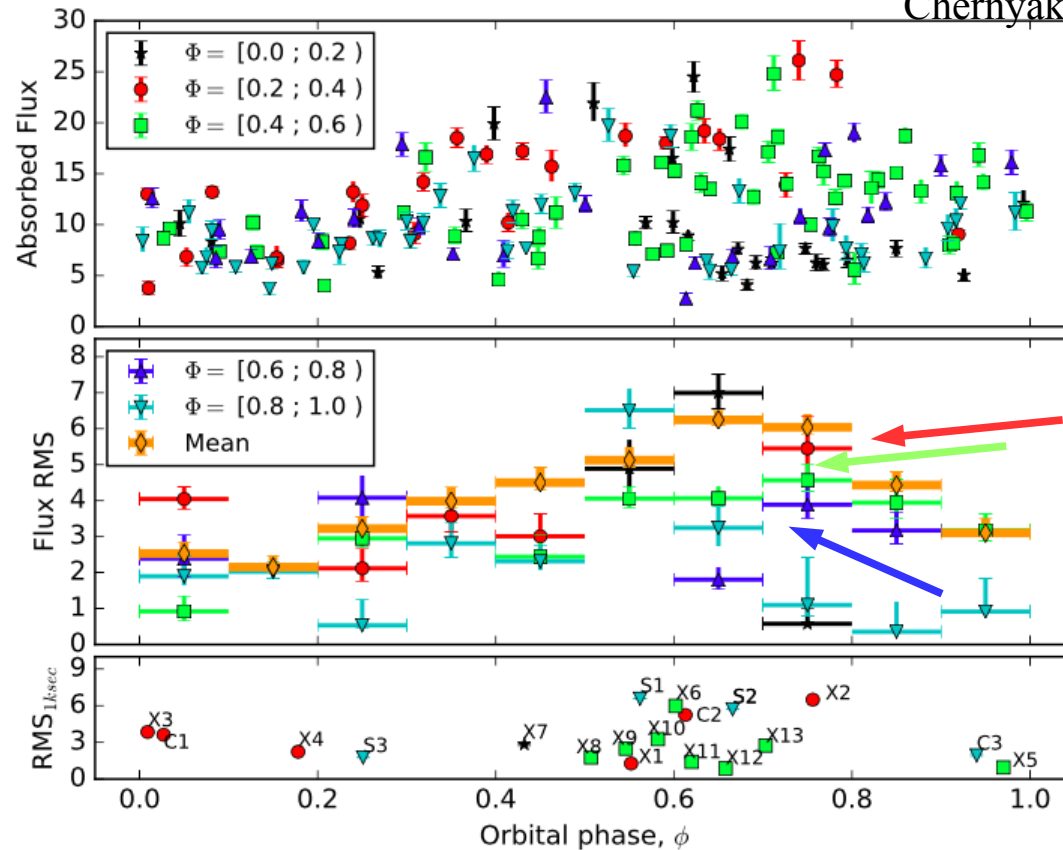 Chernyak
30
25
20
15
10
5
0
Absorbed Flux
Φ = [0.0 ; 0.2 )
Φ = [0.2 ; 0.4 )
Φ = [0.4 ; 0.6 )
8
7
6
5
4
3
2
1
0
Flux RMS
Φ = [0.6 ; 0.8 )
Φ = [0.8 ; 1.0 )
Mean
9
6
3
0
RMS1ksec
X3
C1
X4
S3
X7
X8
X9
X10
S1
X6
C2
X1
X11
X12
S2
X13
X2
C3
X5
0.0 0.2 0.4 0.6 0.8 1.0
Orbital phase, ϕ